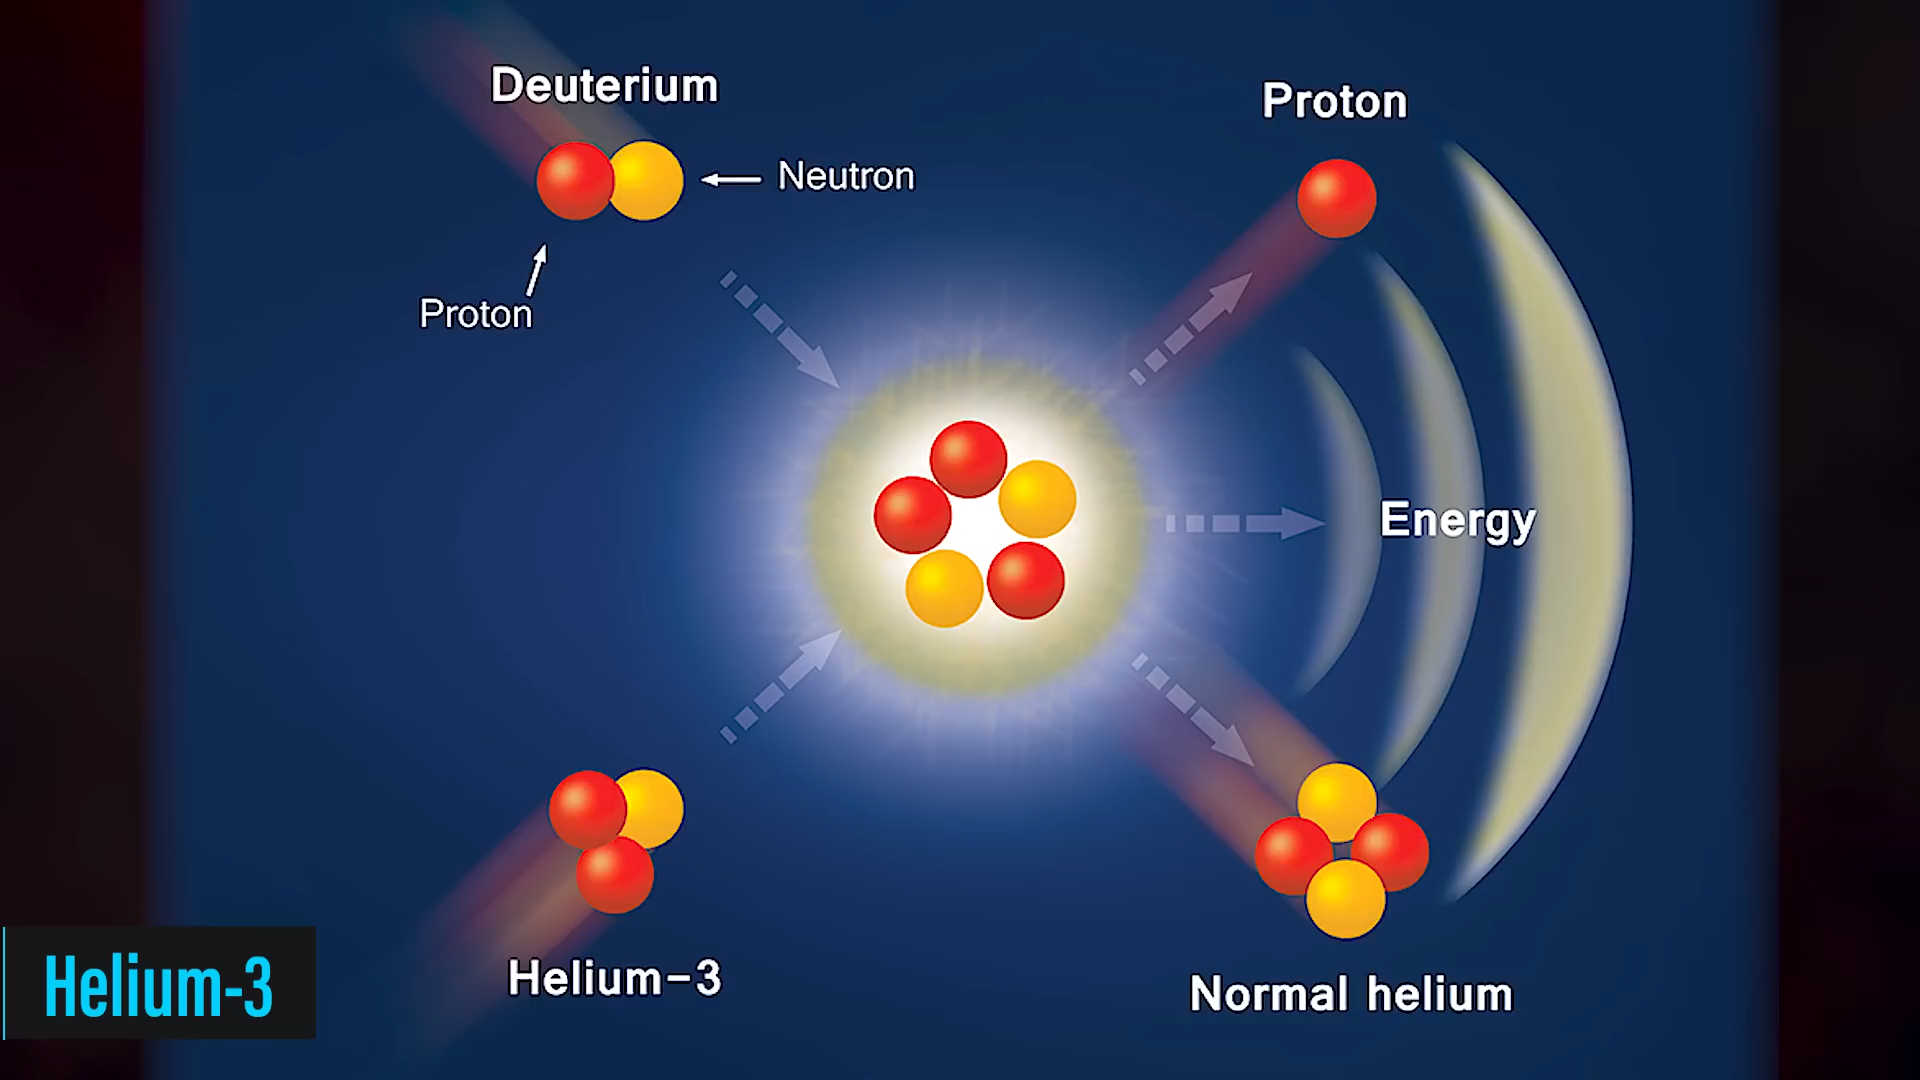 Deuterium
Proton
Neutron
Proton
Energy
Helium-3
Helium-3
Normal helium